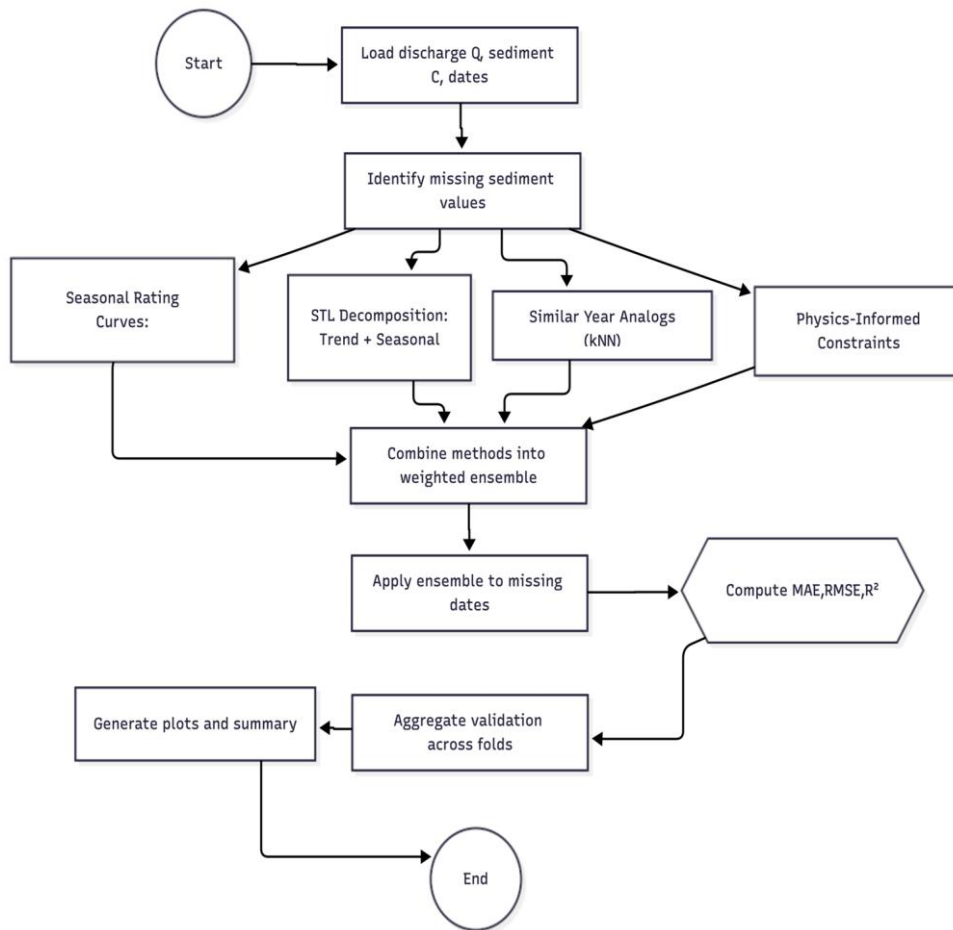 Start
Load discharge Q, sediment
C, dates
Identify missing sediment
values
Seasonal Rating
Curves:
STL Decomposition:
Trend + Seasonal
Similar Year Analogs
(kNN)
Physics-Informed
Constraints
Combine methods into
weighted ensemble
Apply ensemble to missing
dates
Compute MAE,RMSE,R²
Aggregate validation
across folds
Generate plots and summary
End